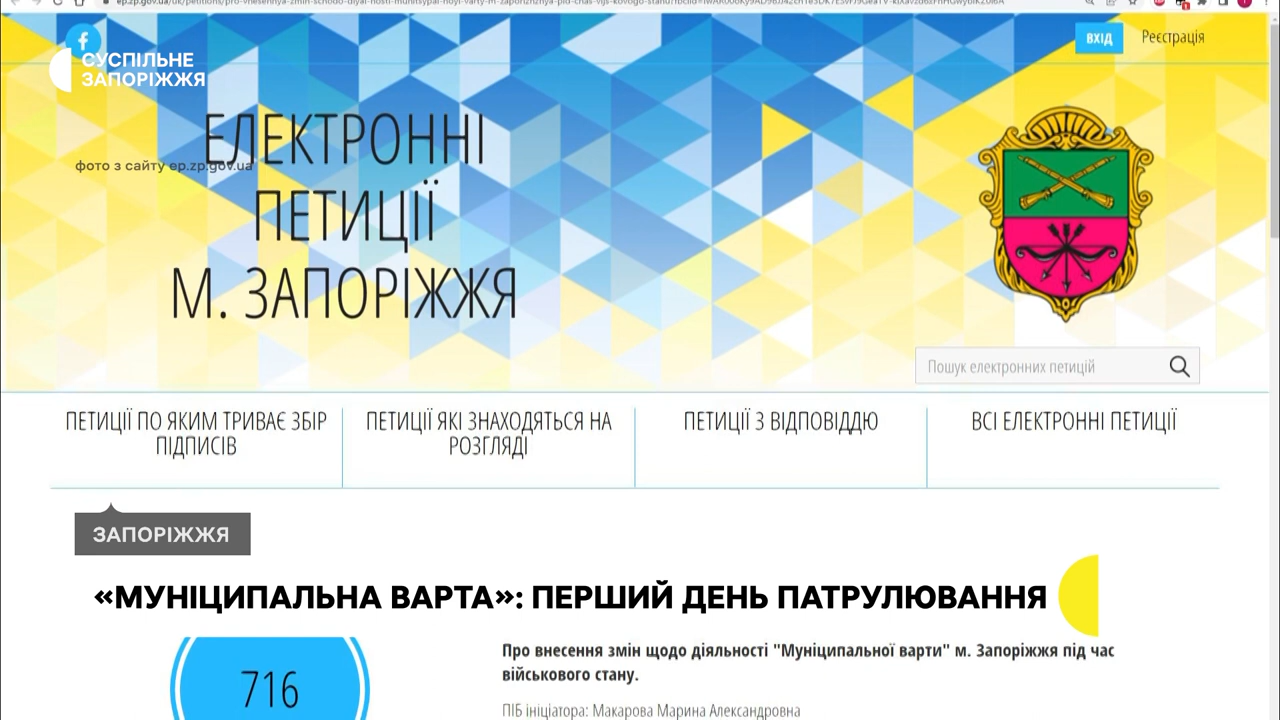 ВХІД
Реєстрація
СУСПІЛЬНЕ
ЗАПОРІЖЖЯ
ЕЛЕКТРОННІ
фото з сайту ep.zp.gov.ua
ПЕТИЦІЇ
М. ЗАПОРІЖЖЯ
Пошук електронних петицій
ПЕТИЦІЇ ПО ЯКИМ ТРИВАЄ ЗБІР
ПІДПИСІВ
ПЕТИЦІЇ ЯКІ ЗНАХОДЯТЬСЯ НА
РОЗГЛЯДІ
ПЕТИЦІЇ З ВІДПОВІДДЮ
ВСІ ЕЛЕКТРОННІ ПЕТИЦІЇ
ЗАПОРІЖЖЯ
«МУНІЦИПАЛЬНА ВАРТА»: ПЕРШИЙ ДЕНЬ ПАТРУЛЮВАННЯ
716
Про внесення змін щодо діяльності "Муніципальної варти" м. Запоріжжя під час
військового стану.
ПІБ ініціатора: Макарова Марина Александровна